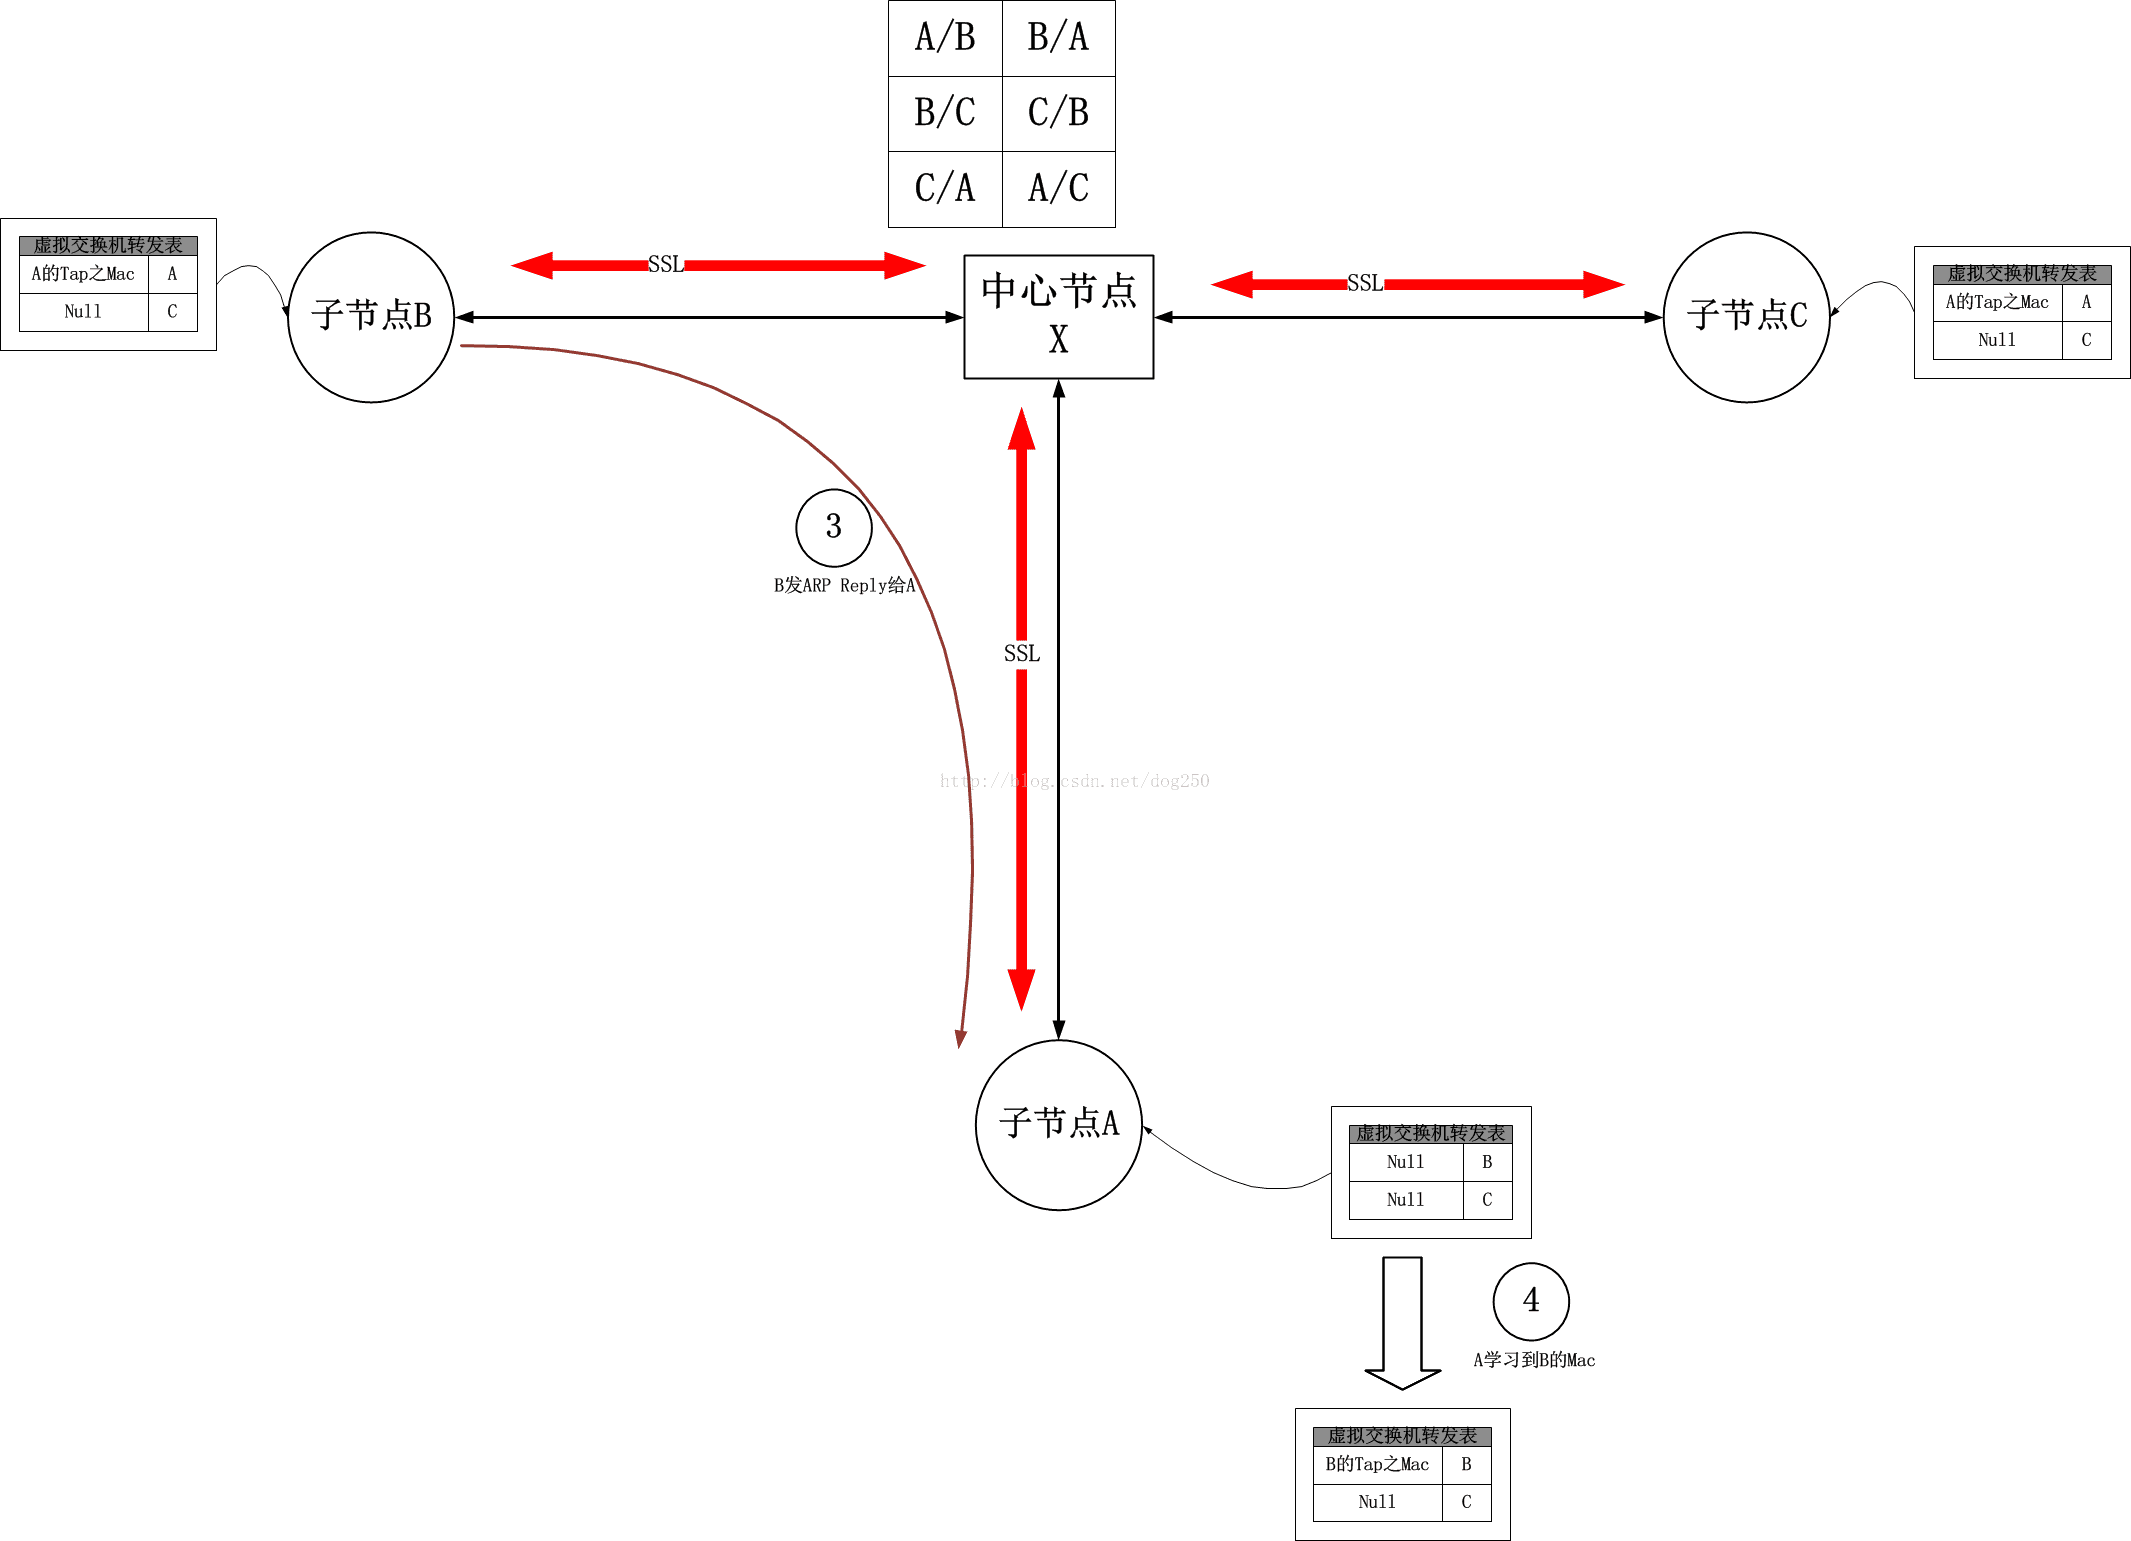 A/B B/A
B/C C/B
C/A A/C
虚拟交换机转发表
A的Tap之Mac A
Null C
子节点B
SSL
中心节点
X
SSL
子节点C
虚拟交换机转发表
A的Tap之Mac A
Null C
3
B发ARP Reply给A
SSL
http://blog.csdn.net/dog250
子节点A
虚拟交换机转发表
Null B
Null C
4
A学习到B的Mac
虚拟交换机转发表
B的Tap之Mac B
Null C